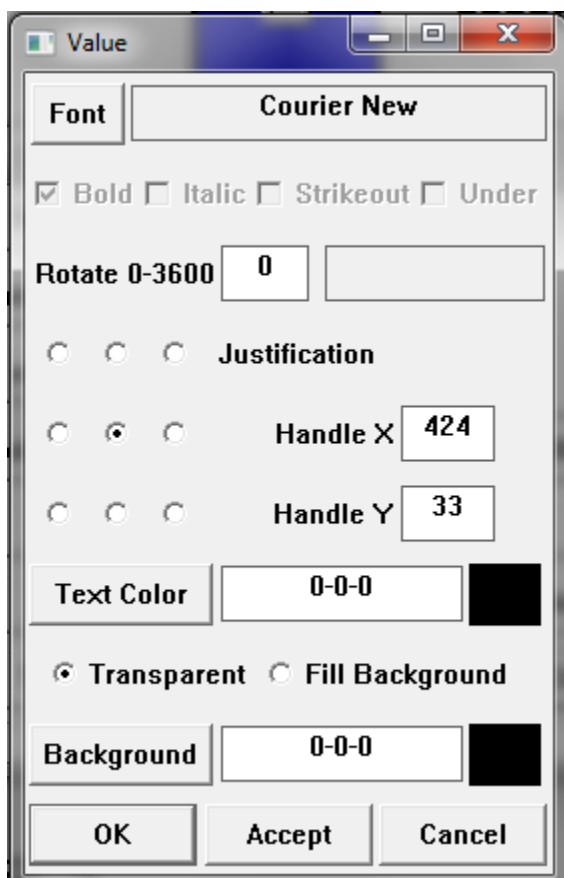 Value
Font Courier New
Bold Italic Strikeout Under
Rotate 0-3600 0
Justification
Handle X 424
Handle Y 33
Text Color 0-0-0
Transparent Fill Background
Background 0-0-0
OK Accept Cancel